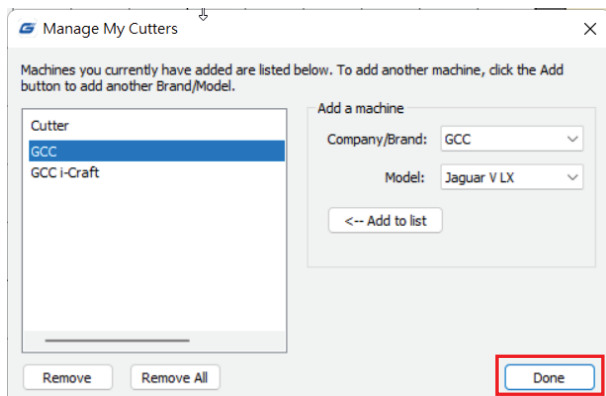 Manage My Cutters
Machines you currently have added are listed below. To add another machine, click the Add
button to add another Brand/Model.
Cutter
GCC
GCC i-Craft
Add a machine
Company/Brand: GCC
Model: Jaguar V LX
<-- Add to list
Remove
Remove All
Done